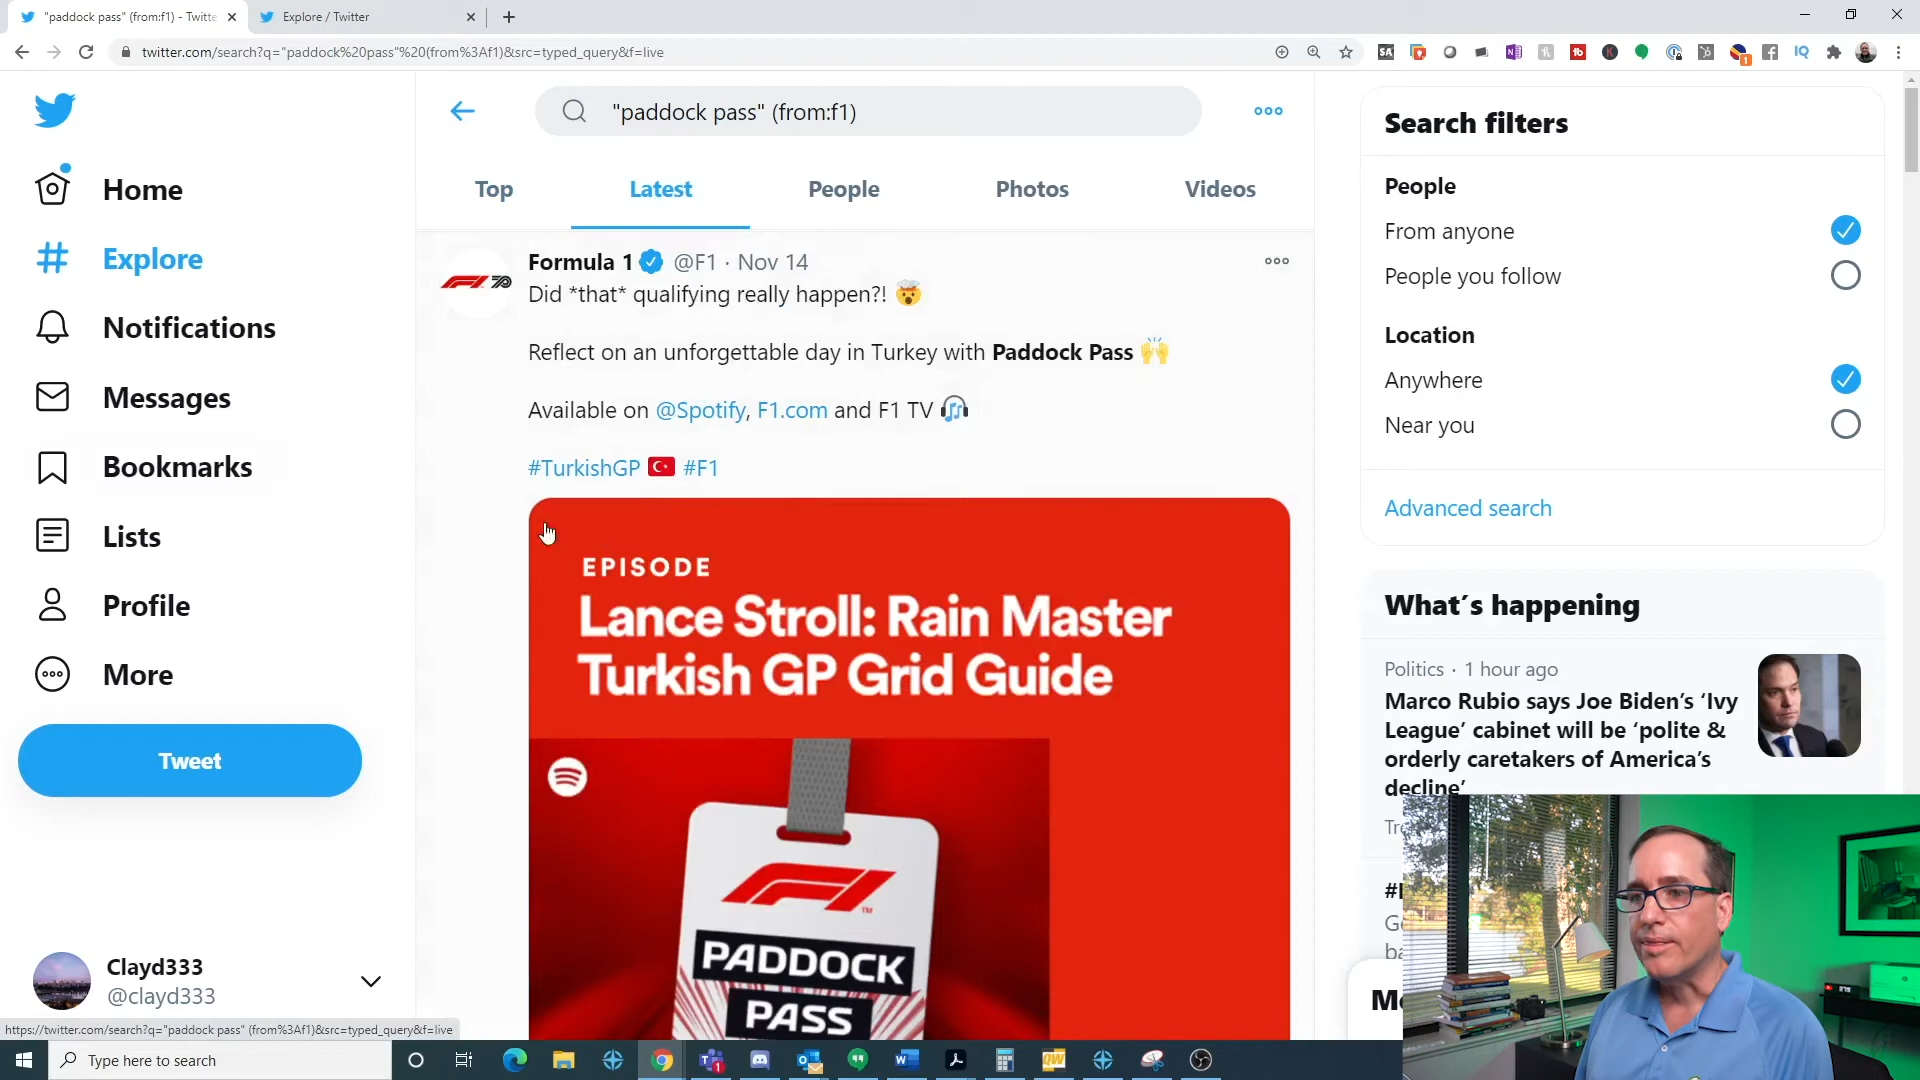 "paddock pass" (from:f1) - Twitte
Explore / Twitter
twitter.com/search?q="paddock%20pass"%20(from%3Af1)&src=typed_query&f=live
"paddock pass" (from:f1)
Home
Explore
Notifications
Messages
Bookmarks
Lists
Profile
More
Tweet
Clayd333
@clayd333
https://twitter.com/search?q="paddock pass" (from%3Af1)&src=typed_query&f=live
Top
Latest
People
Photos
Videos
Formula 1 @F1 · Nov 14
Did *that* qualifying really happen?! 🤯
Reflect on an unforgettable day in Turkey with Paddock Pass 🙌
Available on @Spotify, F1.com and F1 TV 🎧
#TurkishGP 🇹🇷 #F1
EPISODE
Lance Stroll: Rain Master
Turkish GP Grid Guide
PADDOCK
PASS
Search filters
People
From anyone
People you follow
Location
Anywhere
Near you
Advanced search
What's happening
Politics · 1 hour ago
Marco Rubio says Joe Biden's 'Ivy
League' cabinet will be 'polite &
orderly caretakers of America's
decline'
Type here to search